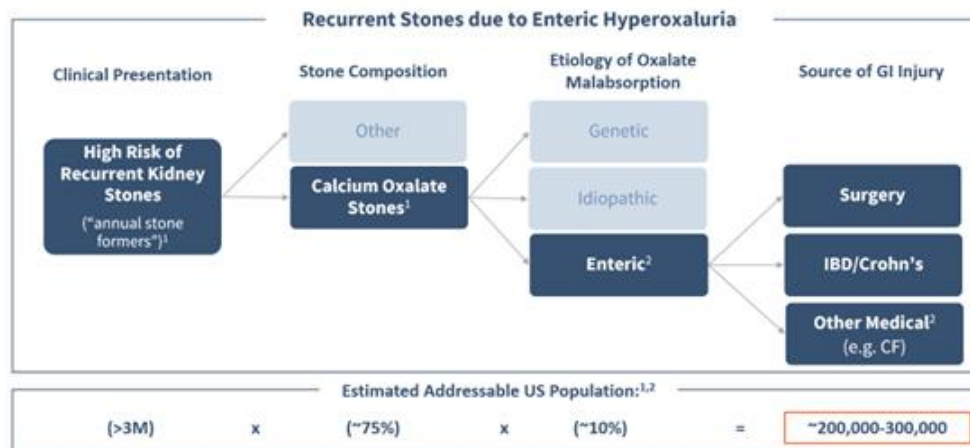 Recurrent Stones due to Enteric Hyperoxaluria
Clinical Presentation
Stone Composition
Etiology of Oxalate
Malabsorption
Source of GI Injury
High Risk of
Recurrent Kidney
Stones
("annual stone
formers")¹
Other
Calcium Oxalate
Stones¹
Genetic
Idiopathic
Enteric²
Surgery
IBD/Crohn's
Other Medical²
(e.g. CF)
Estimated Addressable US Population:¹,²
(>3M) x (~75%) x (~10%) = ~200,000-300,000